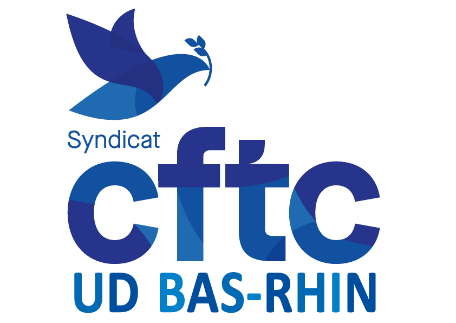 Syndicat
cftc
UD BAS-RHIN